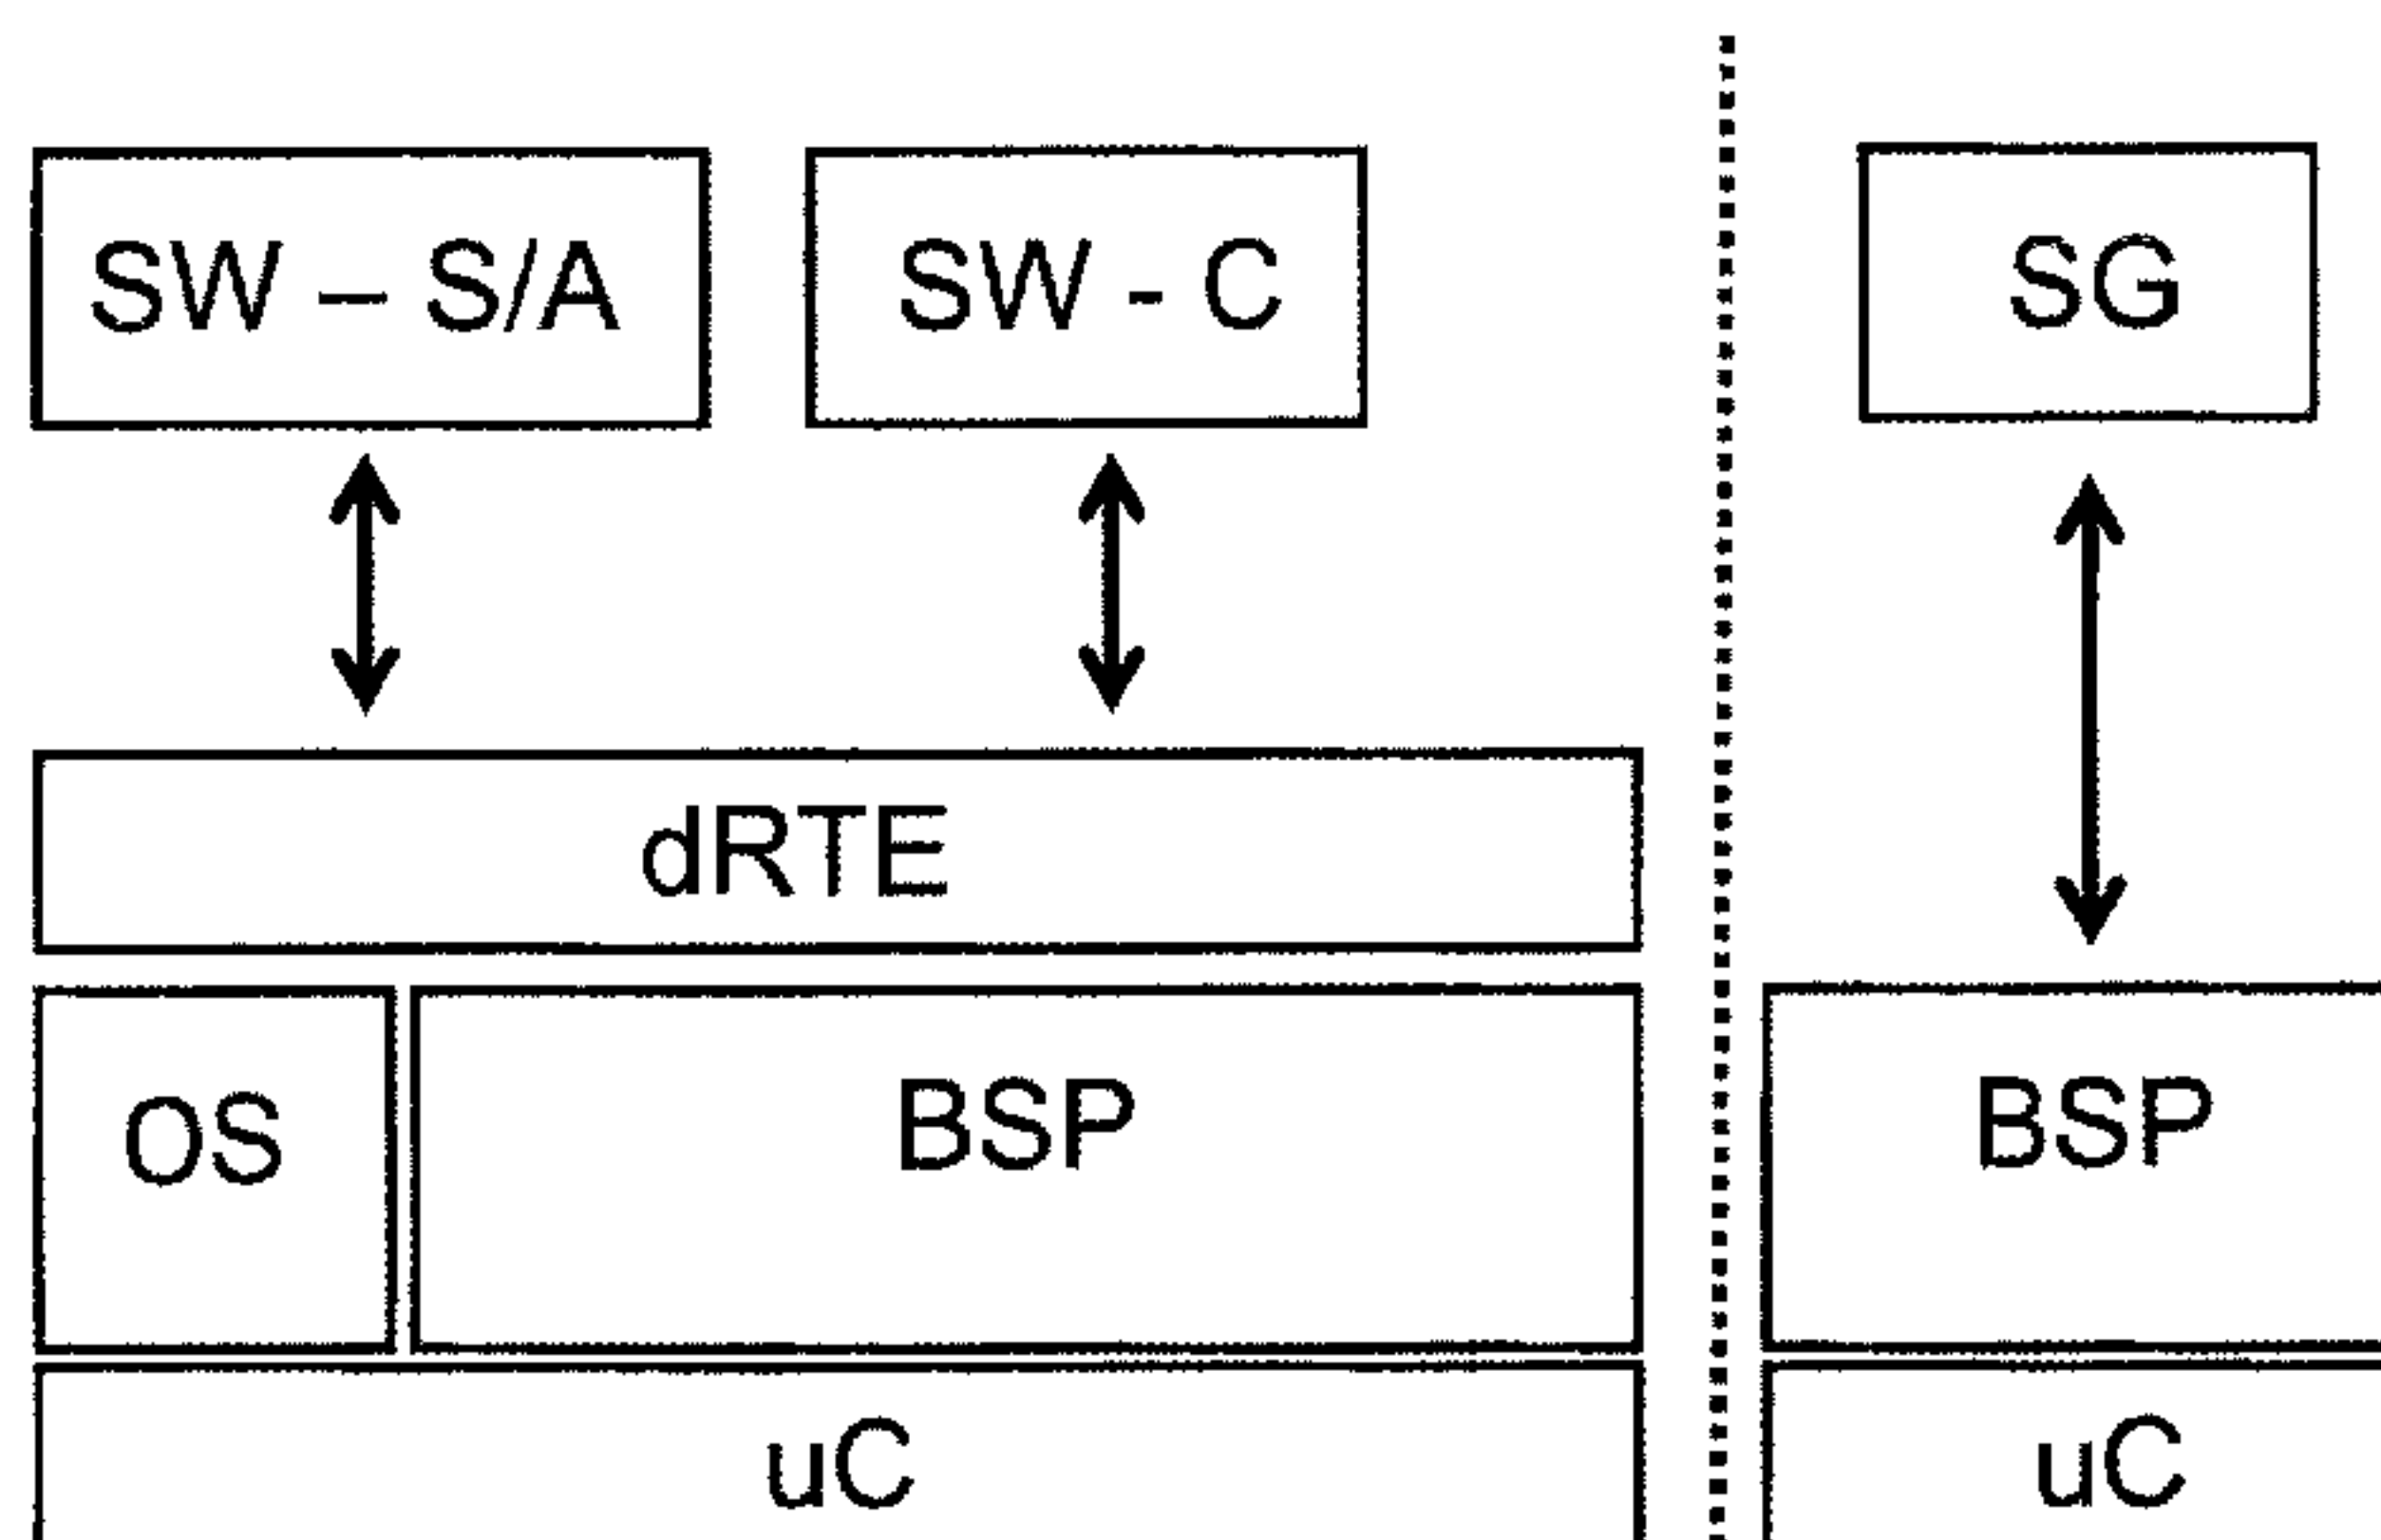 SW – S/A
SW - C
SG
dRTE
OS
BSP
BSP
uC
uC